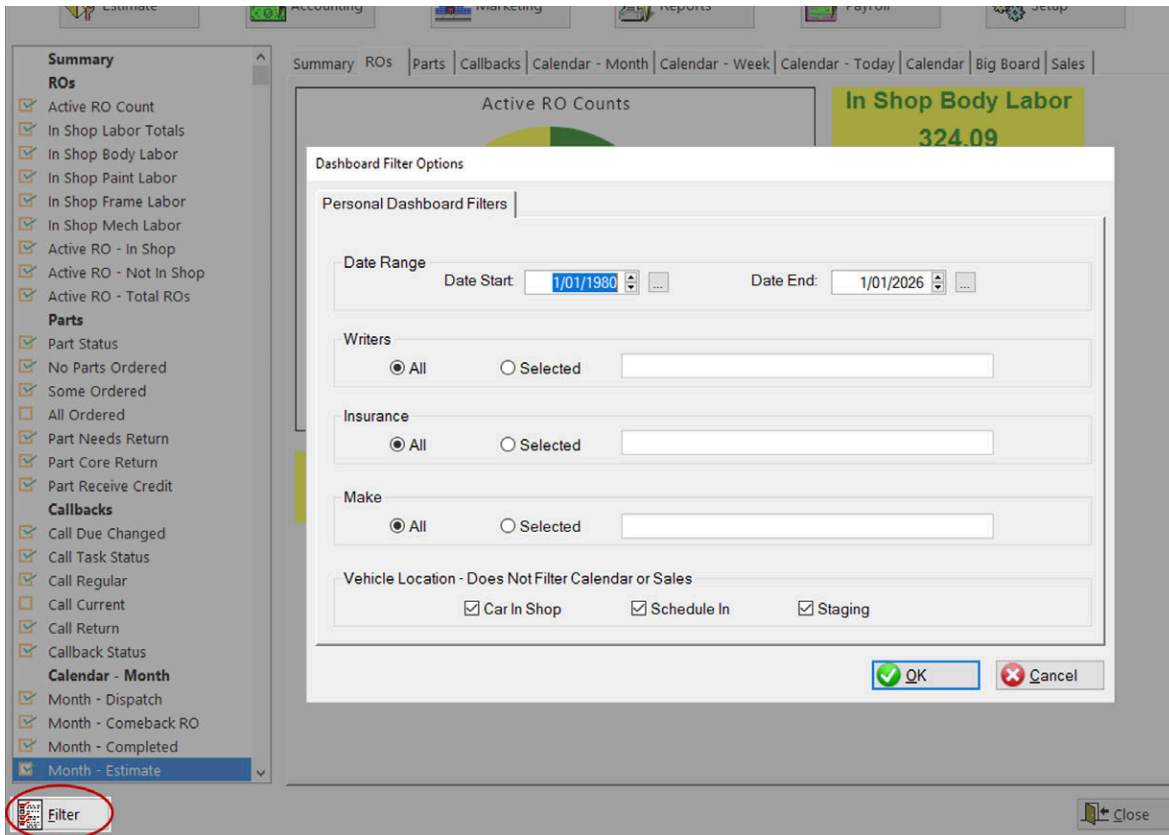 Estimate
Accounting
Marketing
Reports
Payroll
Setup
Summary
ROs
Active RO Count
In Shop Labor Totals
In Shop Body Labor
In Shop Paint Labor
In Shop Frame Labor
In Shop Mech Labor
Active RO - In Shop
Active RO - Not In Shop
Active RO - Total ROs
Parts
Part Status
No Parts Ordered
Some Ordered
All Ordered
Part Needs Return
Part Core Return
Part Receive Credit
Callbacks
Call Due Changed
Call Task Status
Call Regular
Call Current
Call Return
Callback Status
Calendar - Month
Month - Dispatch
Month - Comeback RO
Month - Completed
Month - Estimate
Filter
Summary ROs Parts Callbacks Calendar - Month Calendar - Week Calendar - Today Calendar Big Board Sales
Active RO Counts
In Shop Body Labor
324.09
Dashboard Filter Options
Personal Dashboard Filters
Date Range
Date Start: 1/01/1980 ... Date End: 1/01/2026 ...
Writers
All Selected
Insurance
All Selected
Make
All Selected
Vehicle Location - Does Not Filter Calendar or Sales
Car In Shop Schedule In Staging
OK Cancel
Close